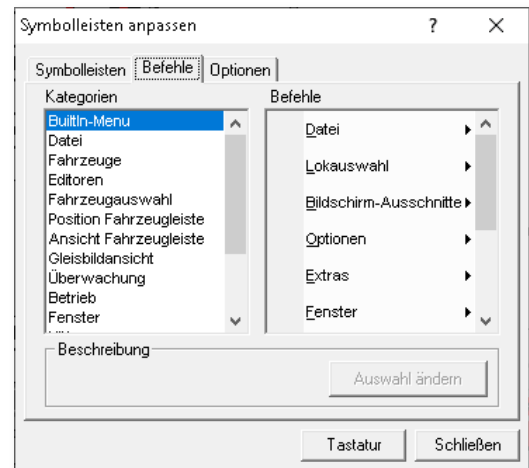 Symbolleisten anpassen
Symbolleisten Befehle Optionen
Kategorien
BuiltIn-Menu
Datei
Fahrzeuge
Editoren
Fahrzeugauswahl
Position Fahrzeugleiste
Ansicht Fahrzeugleiste
Gleisbildansicht
Überwachung
Betrieb
Fenster
Befehle
Datei
Lokauswahl
Bildschirm-Ausschnitte
Optionen
Extras
Fenster
Beschreibung
Auswahl ändern
Tastatur Schließen